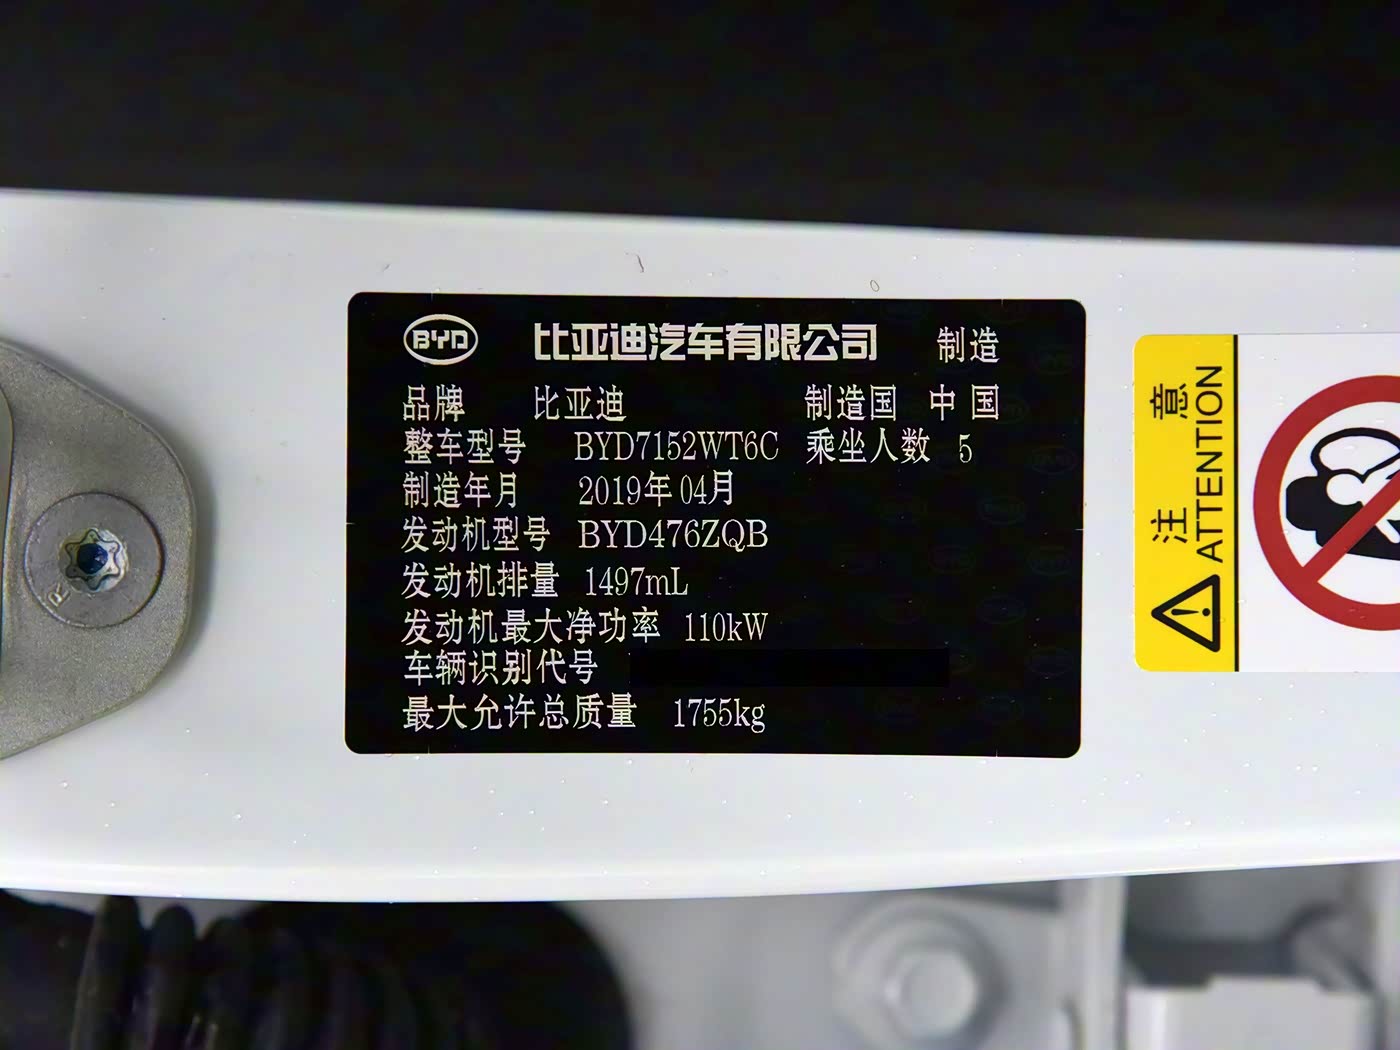 BYD 比亚迪汽车有限公司 制造
品牌 比亚迪 制造国 中国
整车型号 BYD7152WT6C 乘坐人数 5
制造年月 2019年04月
发动机型号 BYD476ZQB
发动机排量 1497mL
发动机最大净功率 110kW
车辆识别代号
最大允许总质量 1755kg
注意
ATTENTION